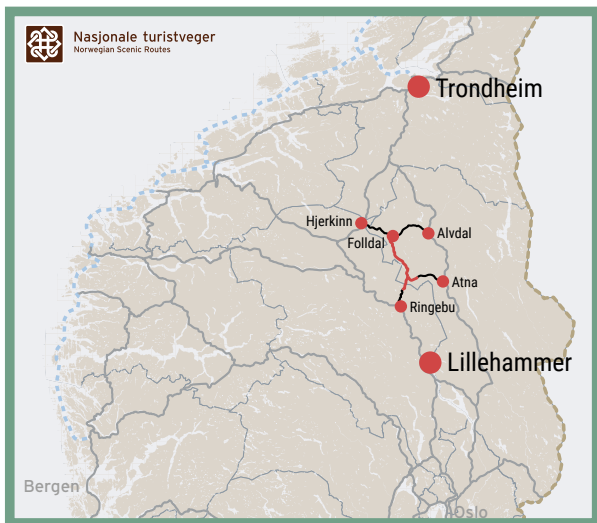 Nasjonale turistveger
Norwegian Scenic Routes
Trondheim
Hjerkinn
Folldal
Alvdal
Atna
Ringebu
Lillehammer
Bergen
Oslo